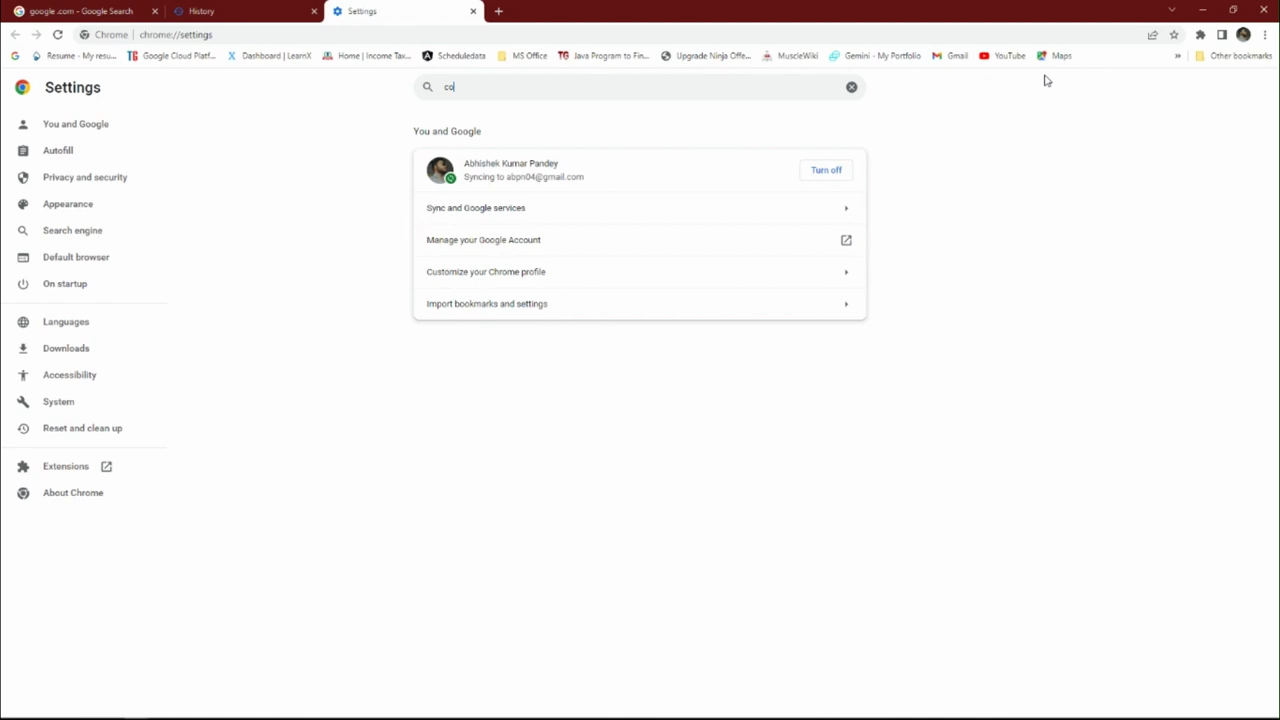 google .com - Google Search
History
Settings
Chrome | chrome://settings
Resume - My resu...
Google Cloud Platf...
Dashboard | LearnX
Home | Income Tax...
Scheduledata
MS Office
Java Program to Fin...
Upgrade Ninja Offe...
MuscleWiki
Gemini - My Portfolio
Gmail
YouTube
Maps
»
Other bookmarks
Settings
co
You and Google
Autofill
Privacy and security
Appearance
Search engine
Default browser
On startup
Languages
Downloads
Accessibility
System
Reset and clean up
Extensions
About Chrome
You and Google
Abhishek Kumar Pandey
Syncing to abpn04@gmail.com
Turn off
Sync and Google services
Manage your Google Account
Customize your Chrome profile
Import bookmarks and settings